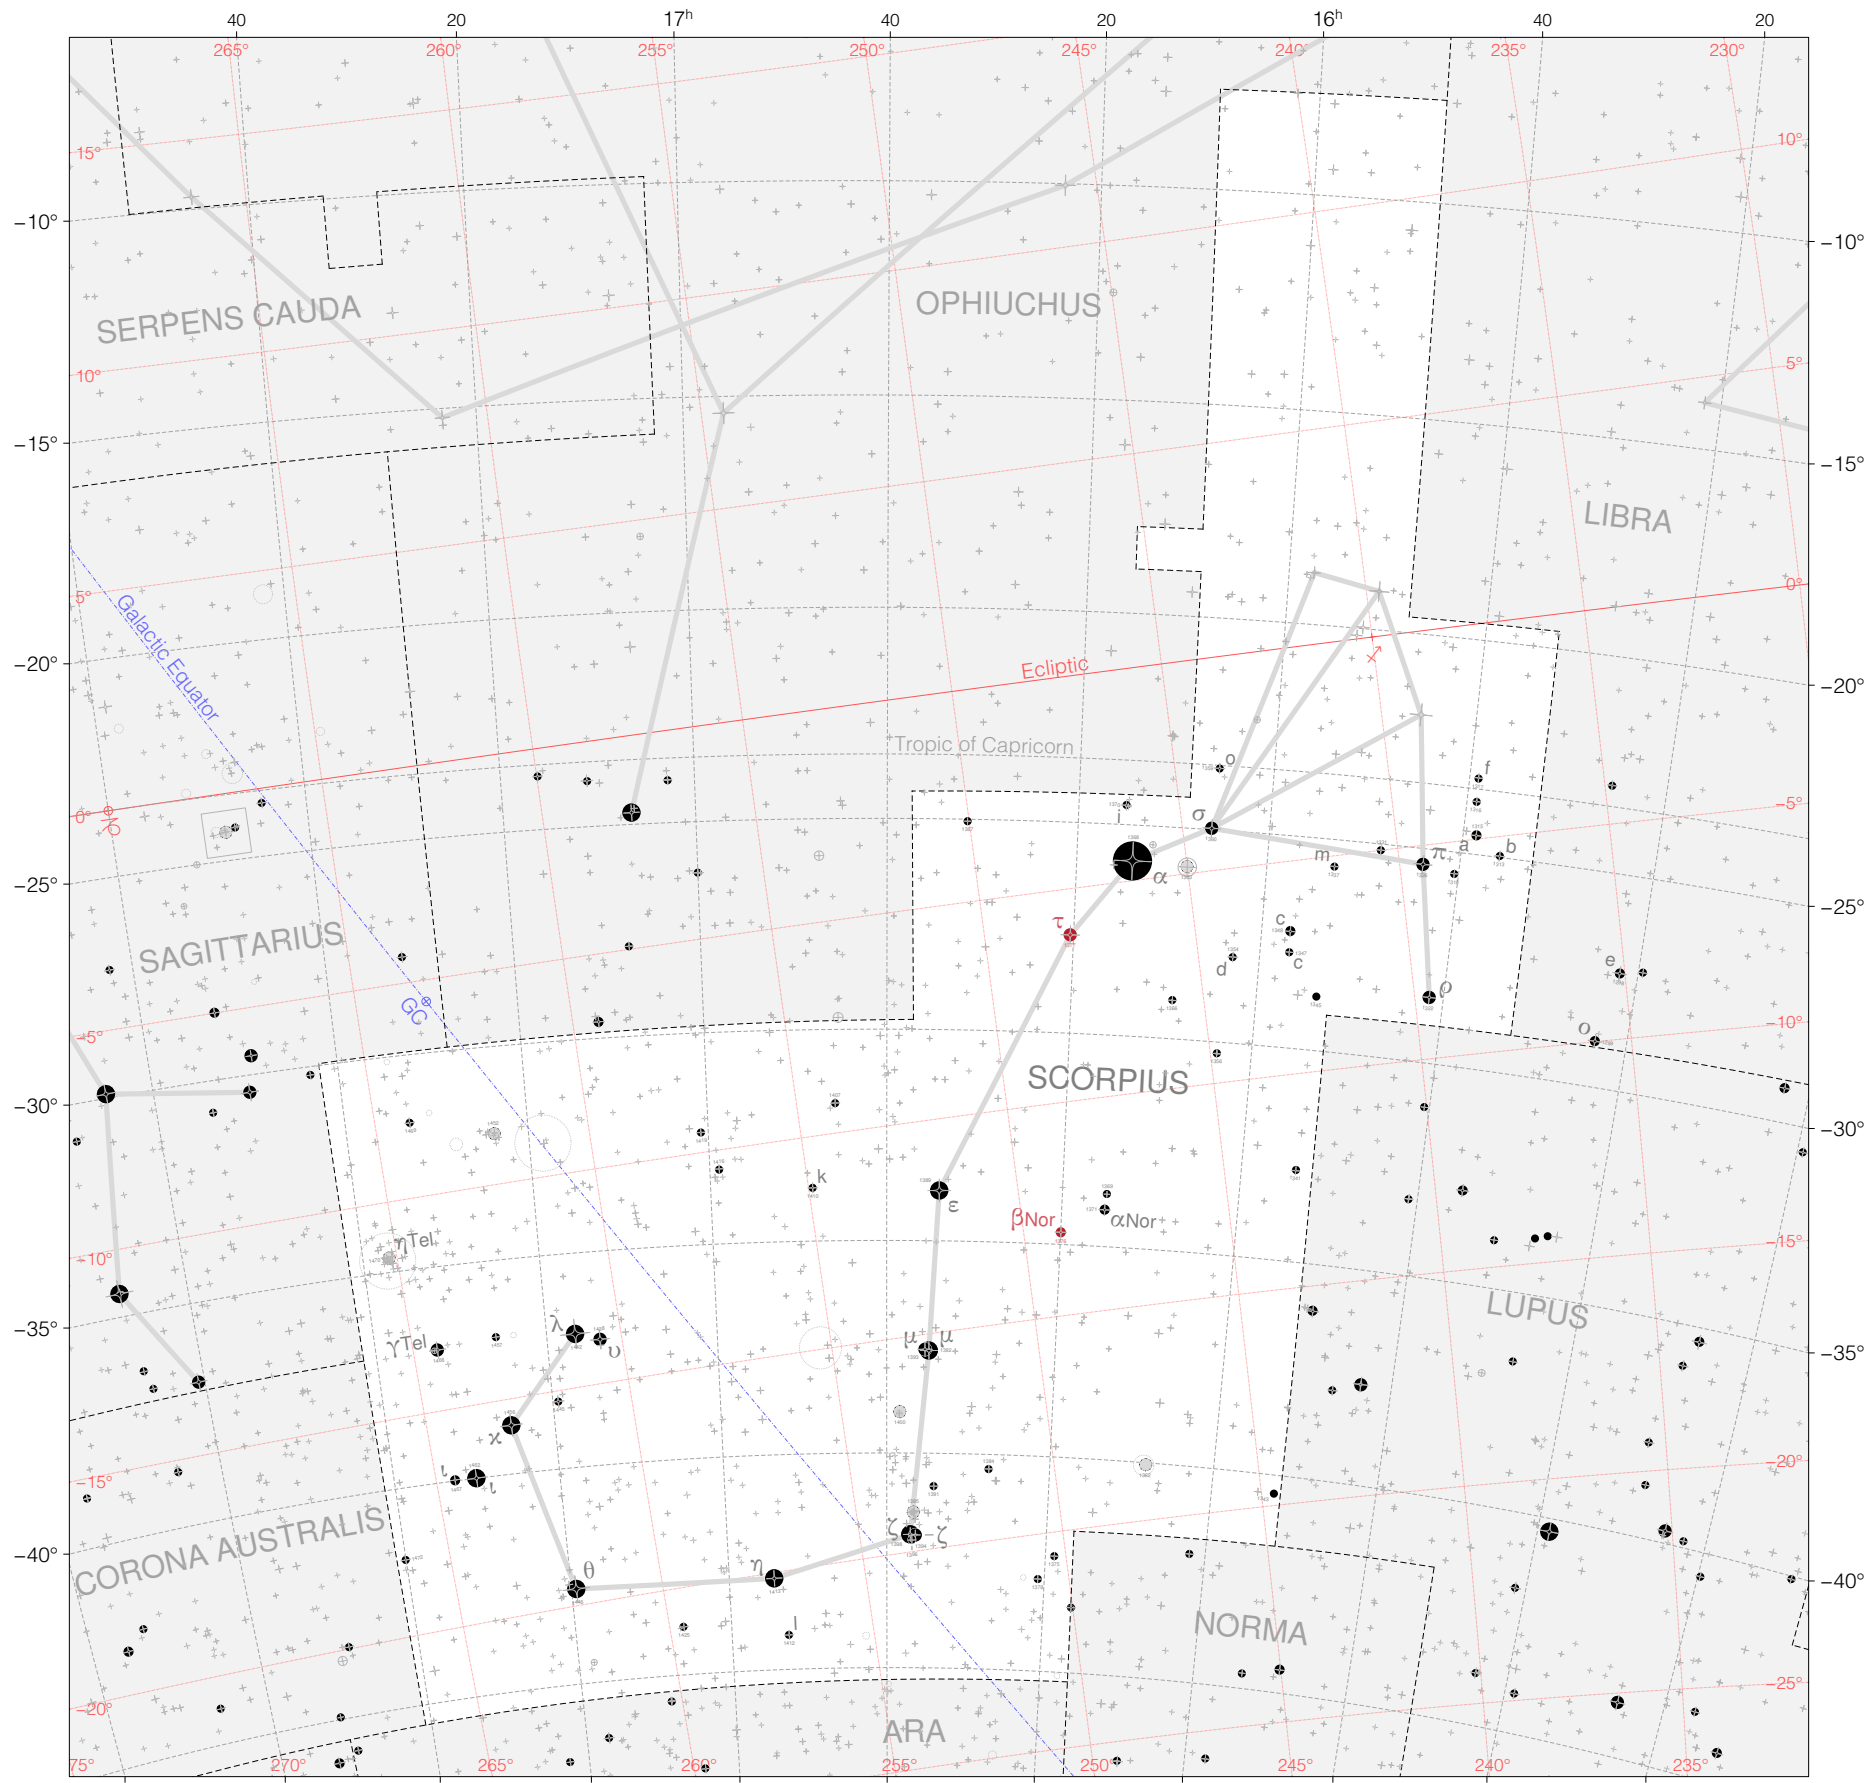 40 20 17h 40 20 16h 40 20
265° 260° 255° 250° 245° 240° 235° 230°
15° 10°
−10° −10°
SERPENS CAUDA OPHIUCHUS
10° 5°
−15° −15°
LIBRA
5° 0°
Galactic Equator
Ecliptic
−20° −20°
Tropic of Capricorn
o f
0° −5°
i σ
m π a b
α
−25° −25°
τ c
SAGITTARIUS
d c e
ρ
GC
−5° −10°
o
SCORPIUS
−30° −30°
k
ε
βNor αNor
ηTel
−10° −15°
LUPUS
−35° −35°
λ υ
γTel μ μ
κ
−15° −20°
ι ι
CORONA AUSTRALIS
ζ ζ
−40° −40°
θ η
l
NORMA
−20° −25°
ARA
75° 270° 265° 260° 255° 250° 245° 240° 235°